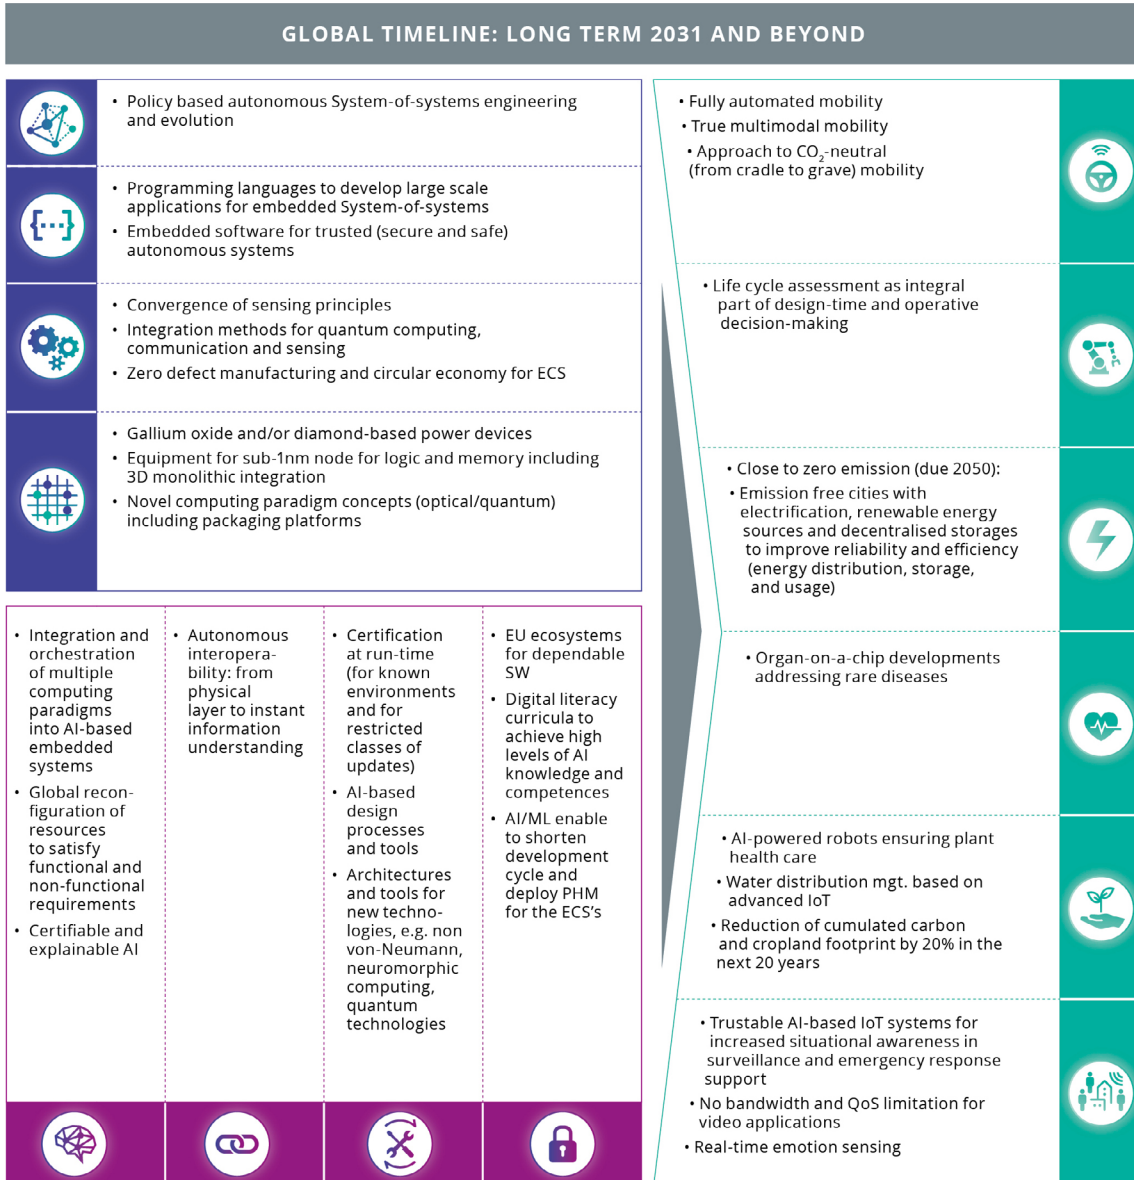 GLOBAL TIMELINE: LONG TERM 2031 AND BEYOND
• Policy based autonomous System-of-systems engineering
and evolution
• Programming languages to develop large scale
applications for embedded System-of-systems
• Embedded software for trusted (secure and safe)
autonomous systems
• Convergence of sensing principles
• Integration methods for quantum computing,
communication and sensing
• Zero defect manufacturing and circular economy for ECS
• Gallium oxide and/or diamond-based power devices
• Equipment for sub-1nm node for logic and memory including
3D monolithic integration
• Novel computing paradigm concepts (optical/quantum)
including packaging platforms
• Integration and
orchestration
of multiple
computing
paradigms
into AI-based
embedded
systems
• Global recon-
figuration of
resources
to satisfy
functional and
non-functional
requirements
• Certifiable and
explainable AI
• Autonomous
interopera-
bility: from
physical
layer to instant
information
understanding
• Certification
at run-time
(for known
environments
and for
restricted
classes of
updates)
• AI-based
design
processes
and tools
• Architectures
and tools for
new techno-
logies, e.g. non
von-Neumann,
neuromorphic
computing,
quantum
technologies
• EU ecosystems
for dependable
SW
• Digital literacy
curricula to
achieve high
levels of AI
knowledge and
competences
• AI/ML enable
to shorten
development
cycle and
deploy PHM
for the ECS’s
• Fully automated mobility
• True multimodal mobility
• Approach to CO₂-neutral
(from cradle to grave) mobility
• Life cycle assessment as integral
part of design-time and operative
decision-making
• Close to zero emission (due 2050):
• Emission free cities with
electrification, renewable energy
sources and decentralised storages
to improve reliability and efficiency
(energy distribution, storage,
and usage)
• Organ-on-a-chip developments
addressing rare diseases
• AI-powered robots ensuring plant
health care
• Water distribution mgt. based on
advanced IoT
• Reduction of cumulated carbon
and cropland footprint by 20% in the
next 20 years
• Trustable AI-based IoT systems for
increased situational awareness in
surveillance and emergency response
support
• No bandwidth and QoS limitation for
video applications
• Real-time emotion sensing